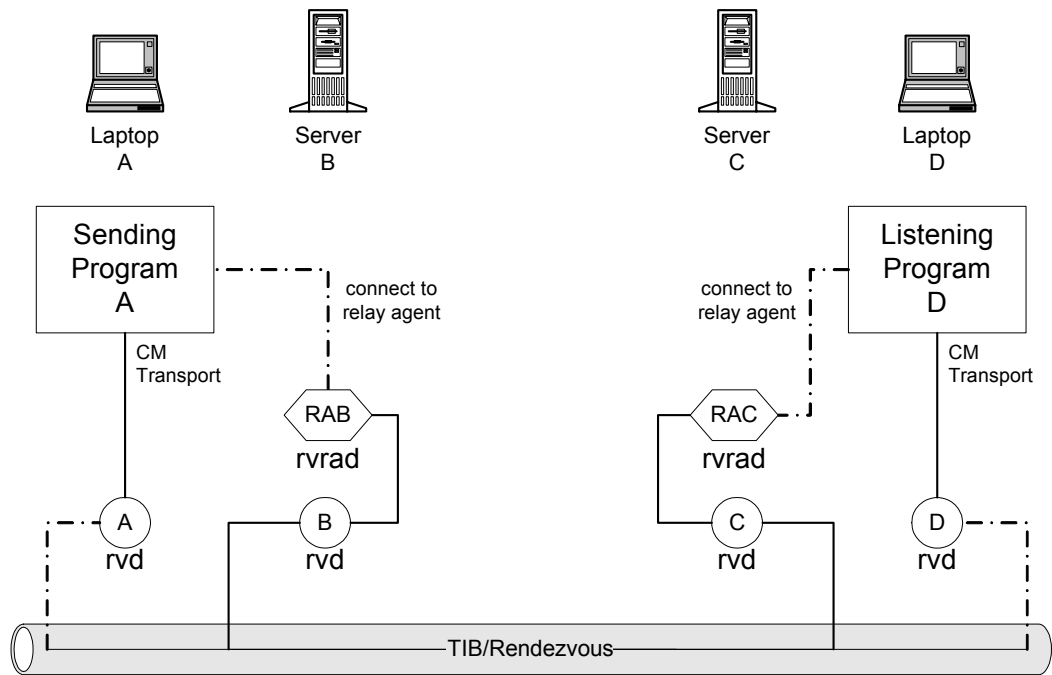 Laptop
A
Server
B
Server
C
Laptop
D
Sending
Program
A
connect to
relay agent
connect to
relay agent
Listening
Program
D
CM
Transport
CM
Transport
RAB
rvrad
RAC
rvrad
A
rvd
B
rvd
C
rvd
D
rvd
TIB/Rendezvous